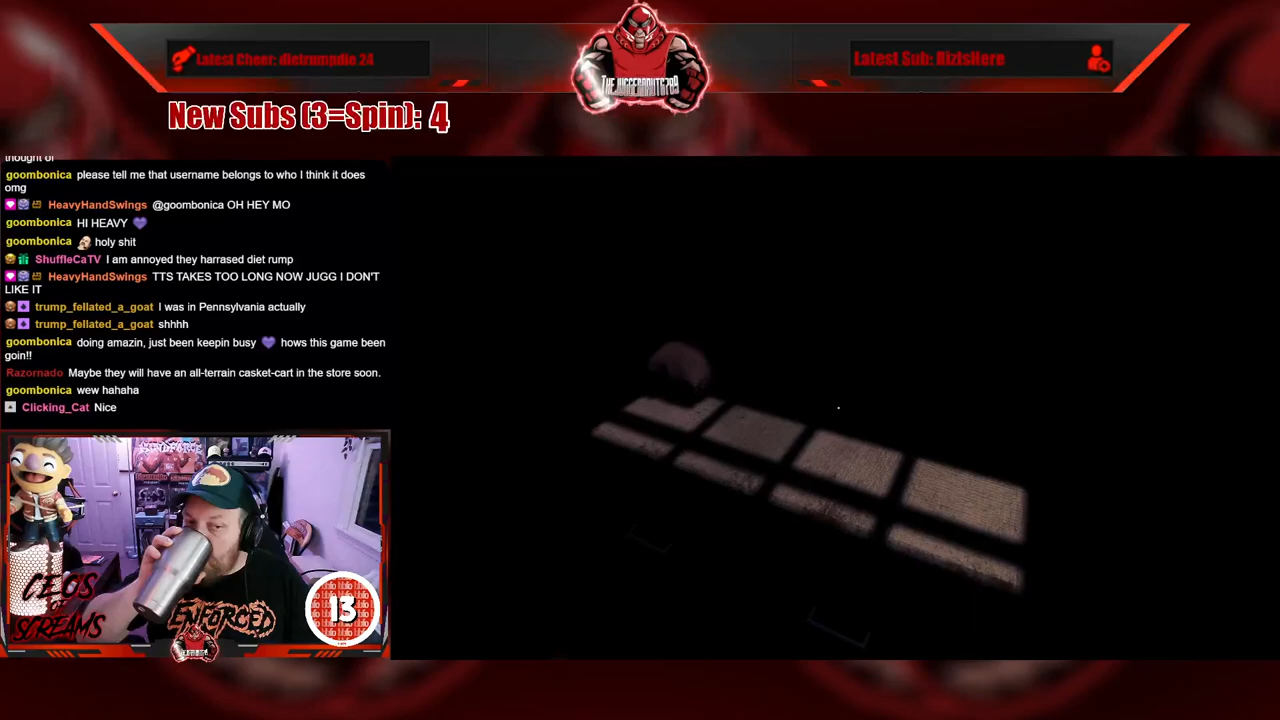 Latest Cheer: dietrumpdie 24
THEJUGGERNAUT6789
Latest Sub: RizIsHere
New Subs (3=Spin): 4
thought of
goombonica please tell me that username belongs to who I think it does
omg
HeavyHandSwings @goombonica OH HEY MO
goombonica HI HEAVY
goombonica holy shit
ShuffleCaTV I am annoyed they harrased diet rump
HeavyHandSwings TTS TAKES TOO LONG NOW JUGG I DON'T
LIKE IT
trump_fellated_a_goat I was in Pennsylvania actually
trump_fellated_a_goat shhhh
goombonica doing amazin, just been keepin busy hows this game been
goin!!
Razornado Maybe they will have an all-terrain casket-cart in the store soon.
goombonica wew hahaha
Clicking_Cat Nice
CEO'S
OF
SCREAMS
ENFORCED
13